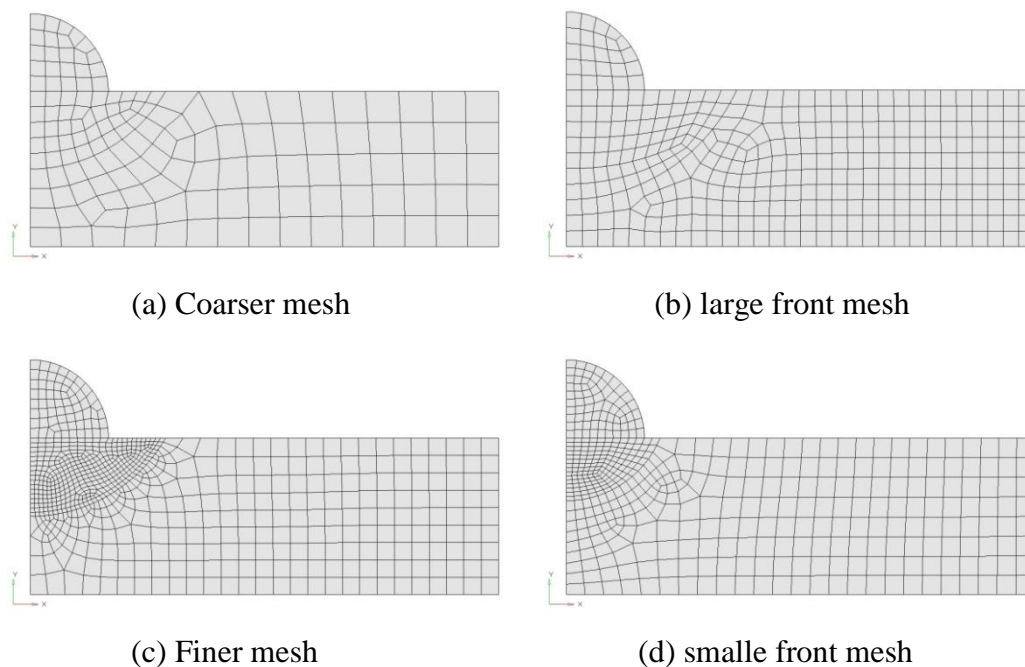 Y
X
Y
X
(a) Coarser mesh
(b) large front mesh
Y
X
Y
X
(c) Finer mesh
(d) smalle front mesh